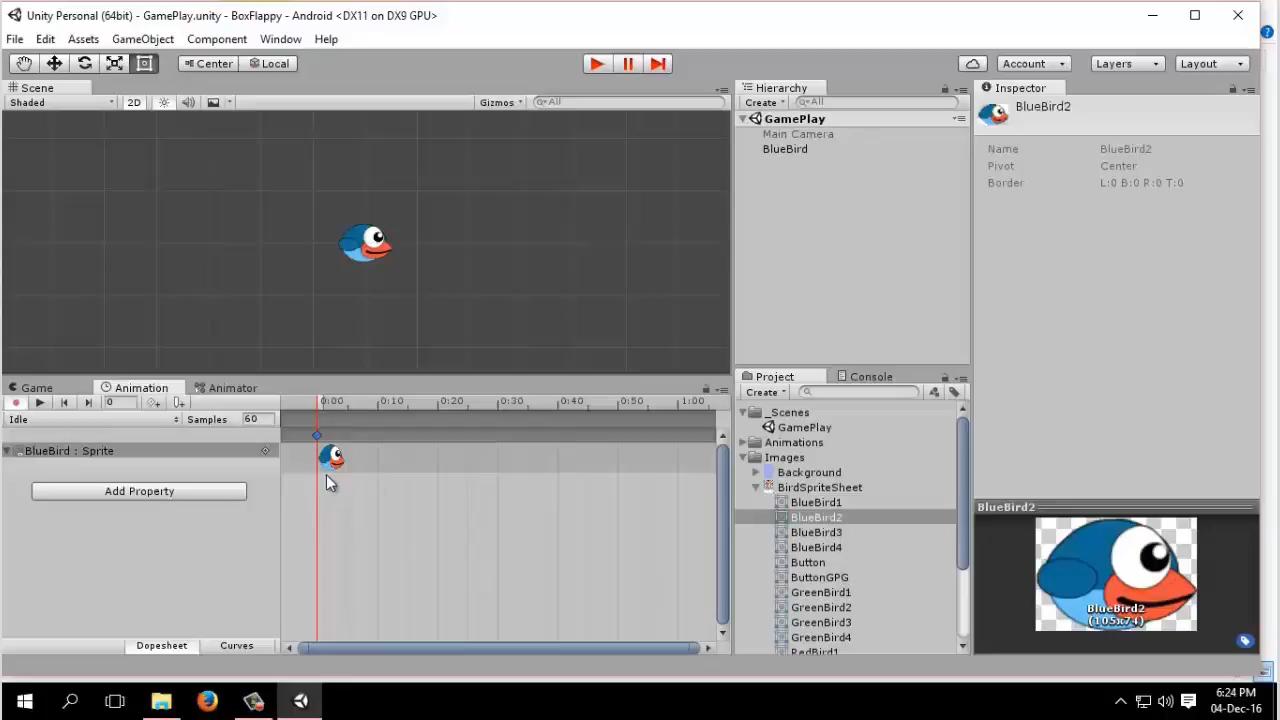 Unity Personal (64bit) - GamePlay.unity - BoxFlappy - Android <DX11 on DX9 GPU>
File Edit Assets GameObject Component Window Help
Center Local Account Layers Layout
Scene
Shaded 2D Gizmos All
Hierarchy
Create All
GamePlay
Main Camera
BlueBird
Inspector
BlueBird2
Name BlueBird2
Pivot Center
Border L:0 B:0 R:0 T:0
Game Animation Animator
0 0:00 0:10 0:20 0:30 0:40 0:50 1:00
Idle Samples 60
BlueBird : Sprite
Add Property
Dopesheet Curves
Project Console
Create
_Scenes
GamePlay
Animations
Images
Background
BirdSpriteSheet
BlueBird1
BlueBird2
BlueBird3
BlueBird4
Button
ButtonGPG
GreenBird1
GreenBird2
GreenBird3
GreenBird4
RedBird1
BlueBird2
BlueBird2
(105x74)
6:24 PM
04-Dec-16